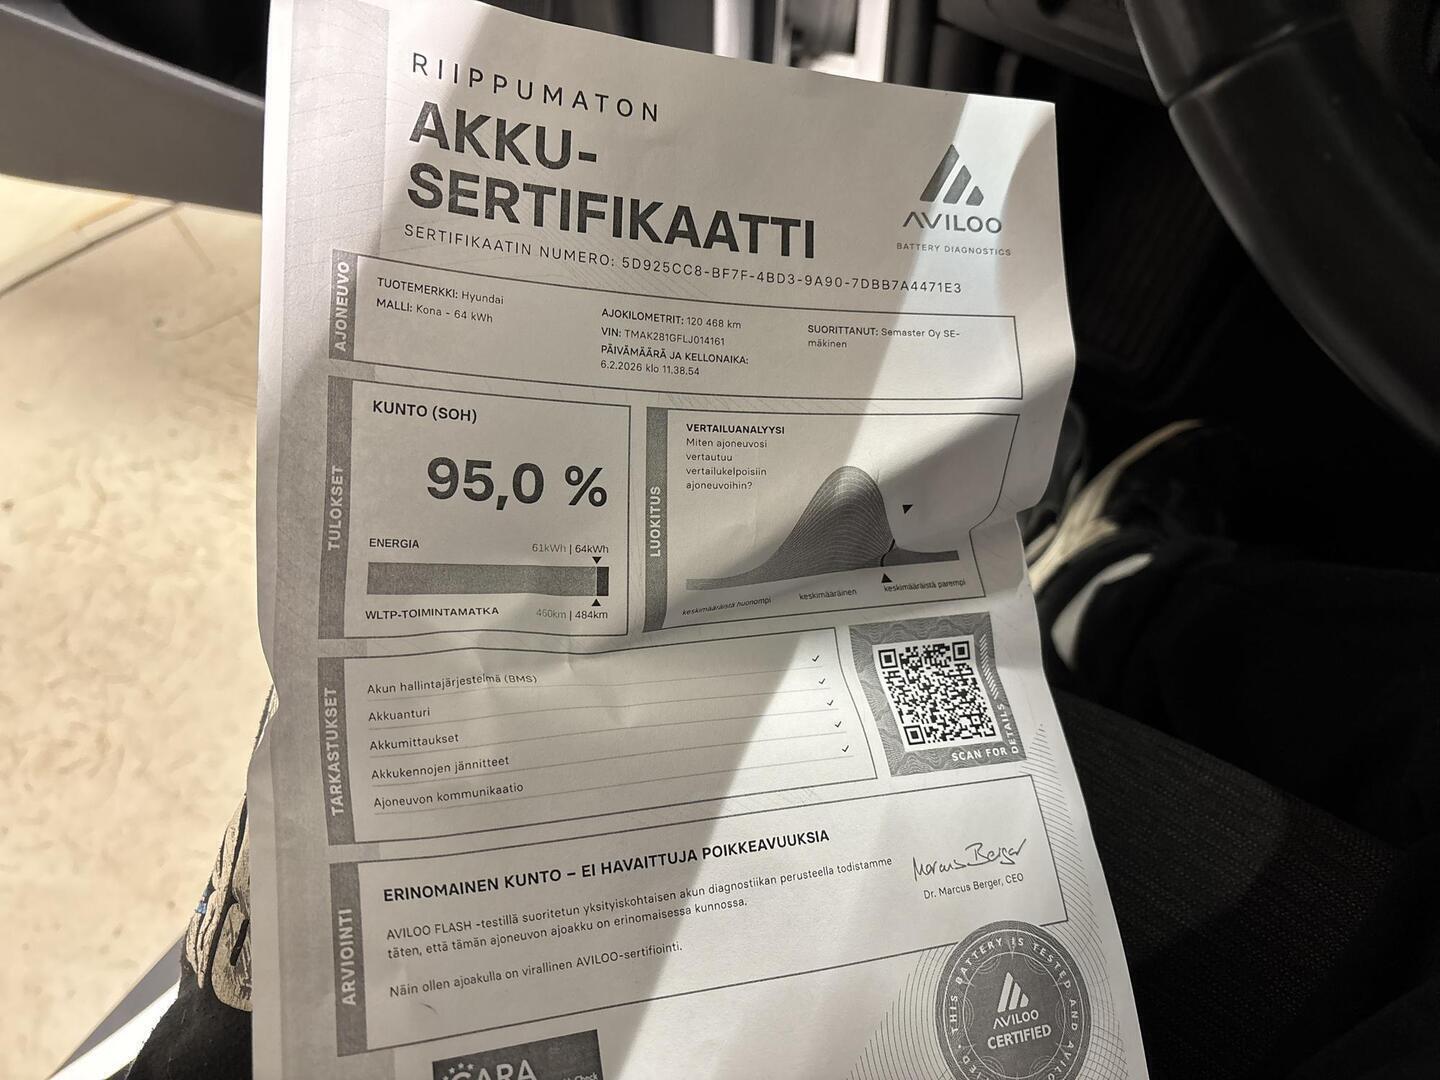 RIIPPUMATON
AKKU-
SERTIFIKAATTI
SERTIFIKAATIN NUMERO: 5D925CC8-BF7F-4BD3-9A90-7DBB7A4471E3
AVILOO
BATTERY DIAGNOSTICS
AJONEUVO
TUOTEMERKKI: Hyundai
MALLI: Kona - 64 kWh
AJOKILOMETRIT: 120 468 km
VIN: TMAK281GFLJ014161
PÄIVÄMÄÄRÄ JA KELLONAIKA:
6.2.2026 klo 11.38.54
SUORITTANUT: Semaster Oy SE-
mäkinen
TULOKSET
KUNTO (SOH)
95,0 %
ENERGIA
61kWh | 64kWh
WLTP-TOIMINTAMATKA
460km | 484km
LUOKITUS
VERTAILUANALYYSI
Miten ajoneuvosi
vertautuu
vertailukelpoisiin
ajoneuvoihin?
keskimääräistä huonompi
keskimääräinen
keskimääräistä parempi
TARKASTUKSET
Akun hallintajärjestelmä (BMS)
Akkuanturi
Akkumittaukset
Akkukennojen jännitteet
Ajoneuvon kommunikaatio
SCAN FOR DETAILS
ARVIOINTI
ERINOMAINEN KUNTO – EI HAVAITTUJA POIKKEAVUUKSIA
AVILOO FLASH -testillä suoritetun yksityiskohtaisen akun diagnostiikan perusteella todistamme
täten, että tämän ajoneuvon ajoakku on erinomaisessa kunnossa.
Näin ollen ajoakulla on virallinen AVILOO-sertifiointi.
Marcus Berger
Dr. Marcus Berger, CEO
THIS BATTERY IS TESTED AND
AVILOO
CERTIFIED
CARA
Check